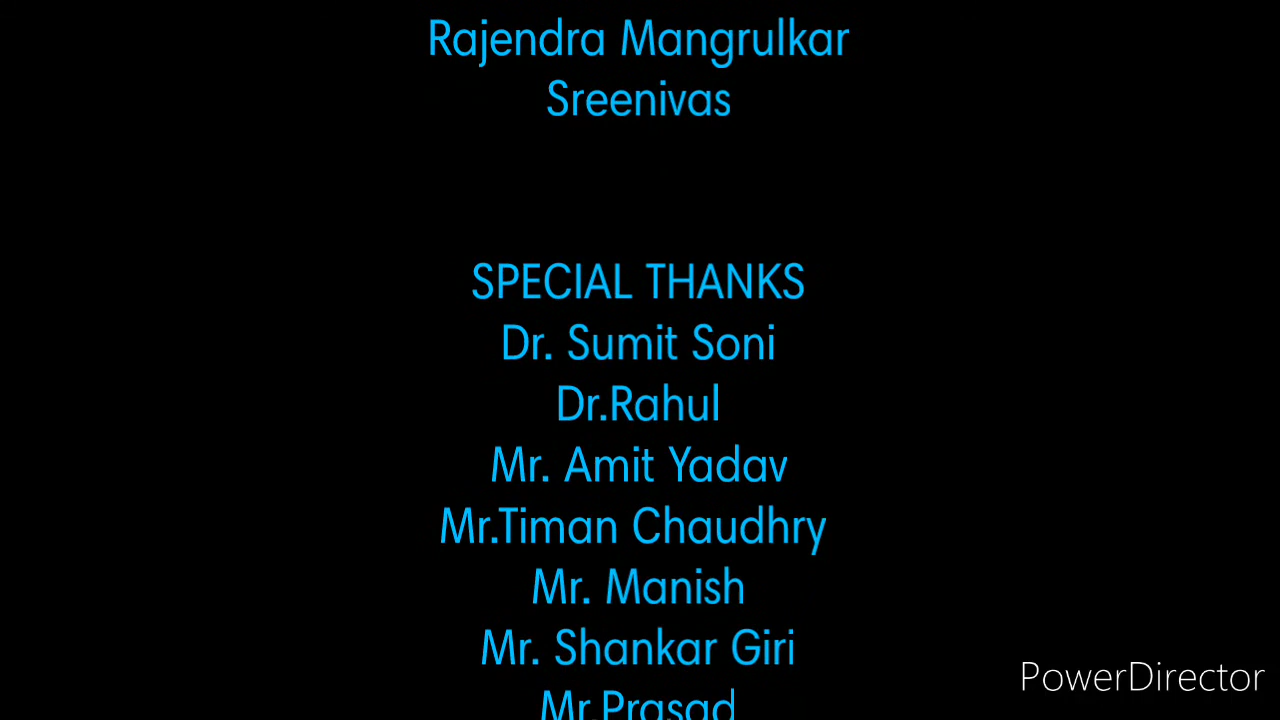 Rajendra Mangrulkar
Sreenivas
SPECIAL THANKS
Dr. Sumit Soni
Dr.Rahul
Mr. Amit Yadav
Mr.Timan Chaudhry
Mr. Manish
Mr. Shankar Giri
Mr.Prasad
PowerDirector